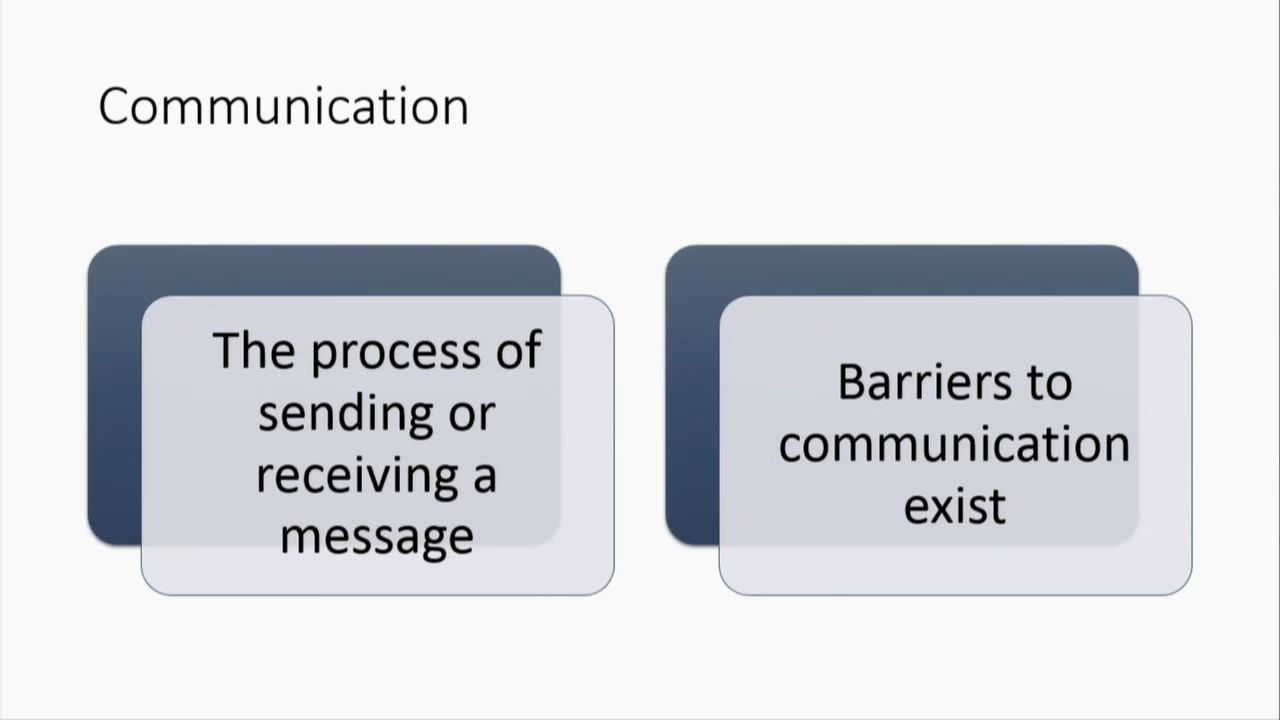 Communication
The process of
sending or
receiving a
message
Barriers to
communication
exist